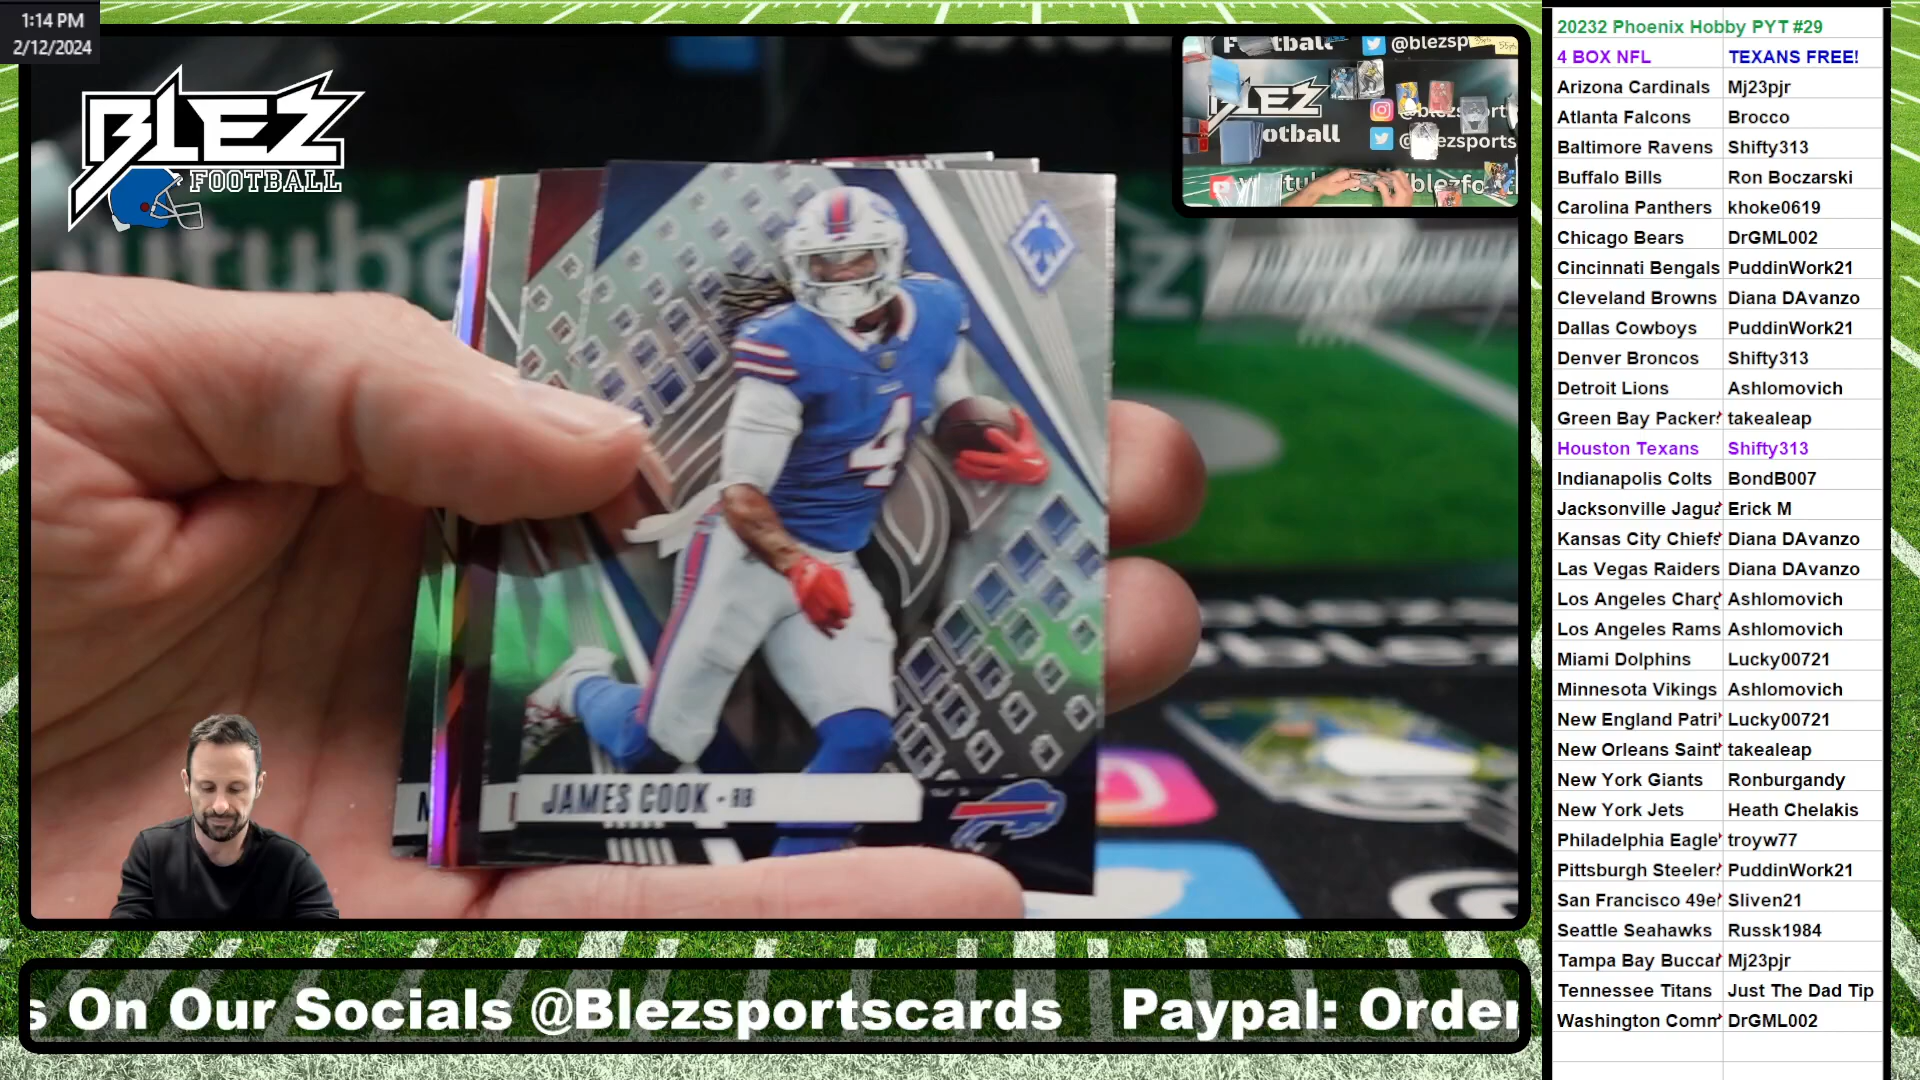 1:14 PM
2/12/2024
BLEZ
FOOTBALL
JAMES COOK - RB
4
s On Our Socials @Blezsportscards Paypal: Order
20232 Phoenix Hobby PYT #29
4 BOX NFL TEXANS FREE!
Arizona Cardinals Mj23pjr
Atlanta Falcons Brocco
Baltimore Ravens Shifty313
Buffalo Bills Ron Boczarski
Carolina Panthers khoke0619
Chicago Bears DrGML002
Cincinnati Bengals PuddinWork21
Cleveland Browns Diana DAvanzo
Dallas Cowboys PuddinWork21
Denver Broncos Shifty313
Detroit Lions Ashlomovich
Green Bay Packer takealeap
Houston Texans Shifty313
Indianapolis Colts BondB007
Jacksonville Jagua Erick M
Kansas City Chiefs Diana DAvanzo
Las Vegas Raiders Diana DAvanzo
Los Angeles Charg Ashlomovich
Los Angeles Rams Ashlomovich
Miami Dolphins Lucky00721
Minnesota Vikings Ashlomovich
New England Patri Lucky00721
New Orleans Saint takealeap
New York Giants Ronburgandy
New York Jets Heath Chelakis
Philadelphia Eagle troyw77
Pittsburgh Steeler PuddinWork21
San Francisco 49e Sliven21
Seattle Seahawks Russk1984
Tampa Bay Buccar Mj23pjr
Tennessee Titans Just The Dad Tip
Washington Comm DrGML002